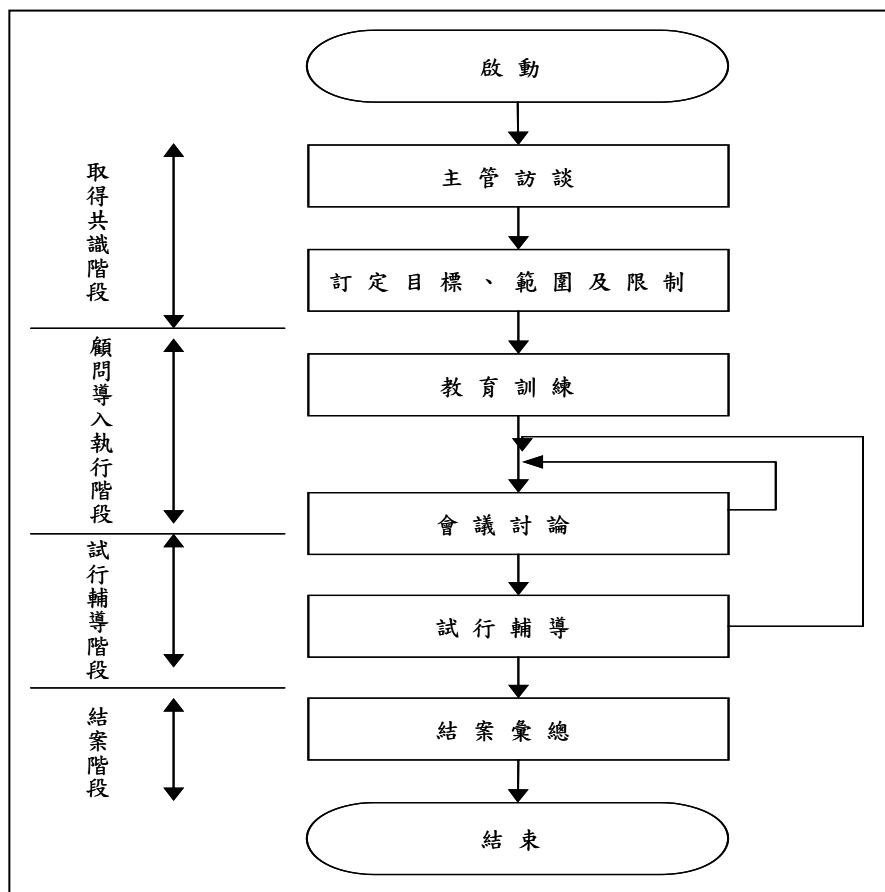 啟動
取得共識階段
主管訪談
訂定目標、範圍及限制
顧問導入執行階段
教育訓練
會議討論
試行輔導階段
試行輔導
結案階段
結案彙總
結束